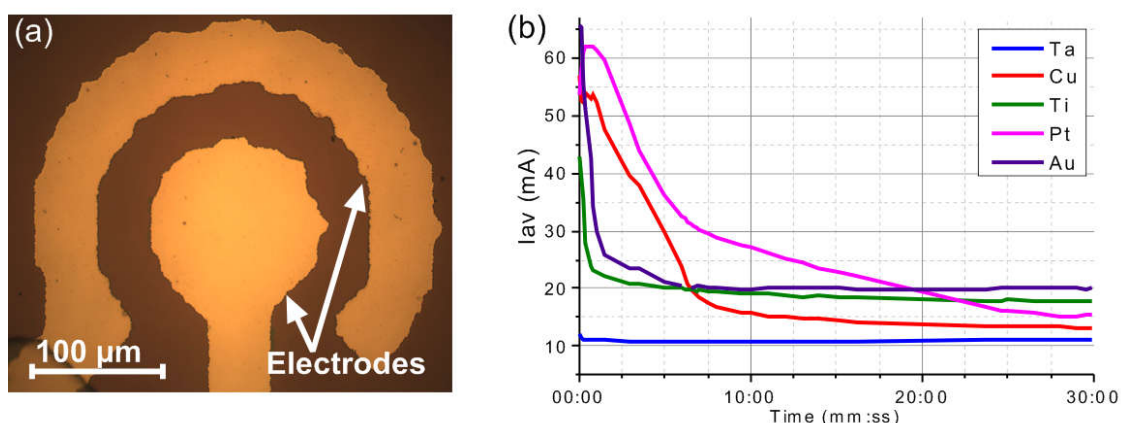 (a)
100 μm
Electrodes
(b)
Iav (mA)
60
50
40
30
20
10
00:00
10:00
20:00
30:00
Time (mm:ss)
Ta
Cu
Ti
Pt
Au